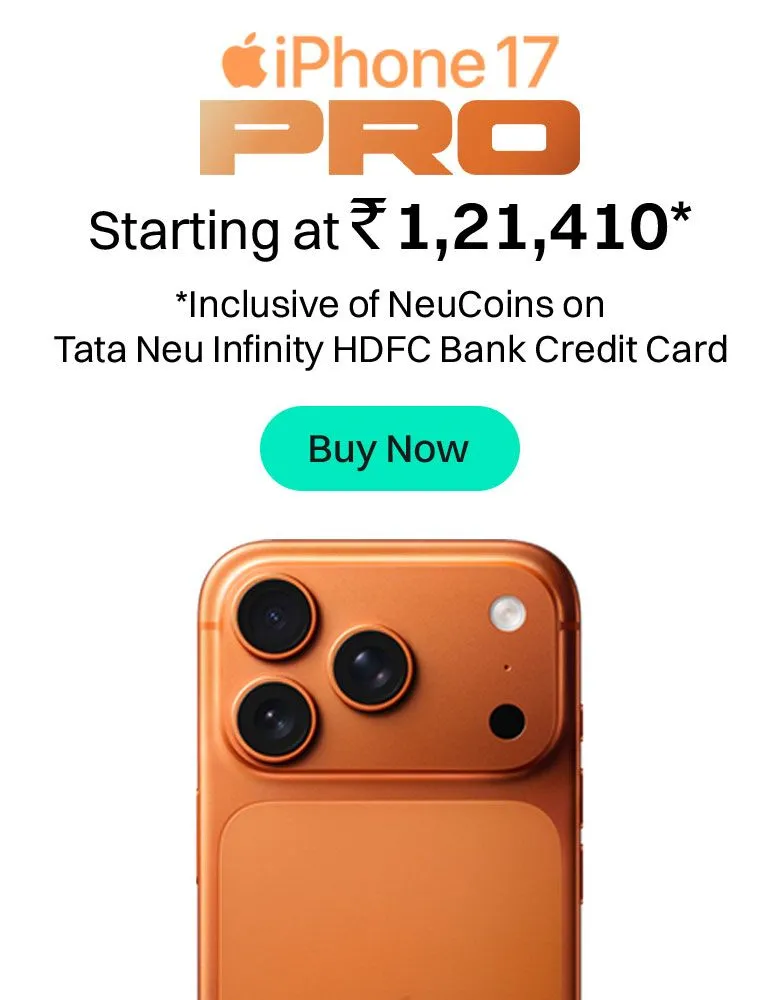 iPhone 17
PRO
Starting at ₹1,21,410*
*Inclusive of NeuCoins on
Tata Neu Infinity HDFC Bank Credit Card
Buy Now